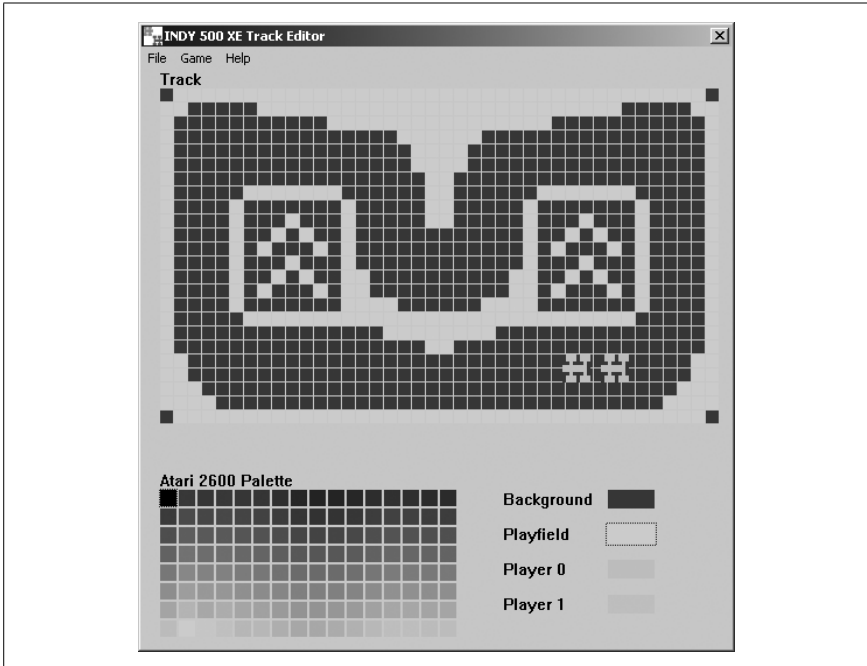 INDY 500 XE Track Editor
File Game Help
Track
Atari 2600 Palette
Background
Playfield
Player 0
Player 1